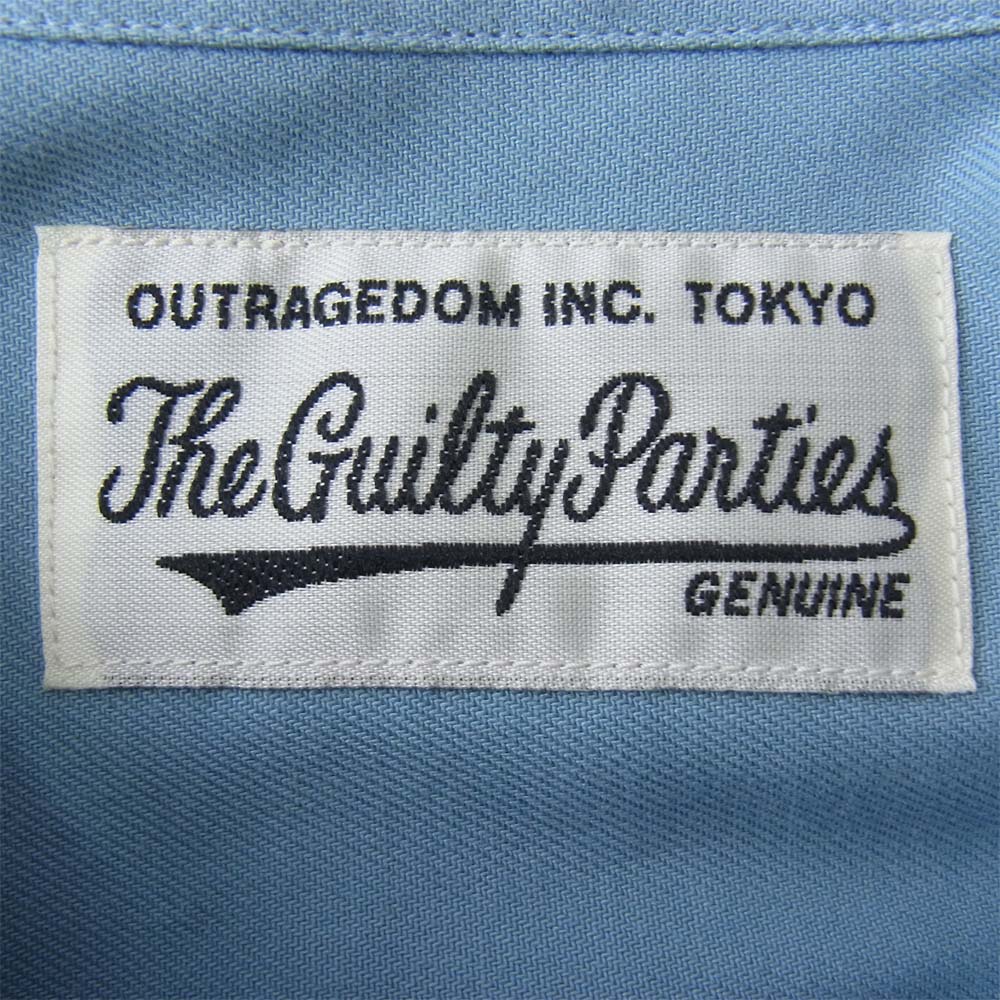 OUTRAGEDOM INC. TOKYO
The Guilty Parties
GENUINE